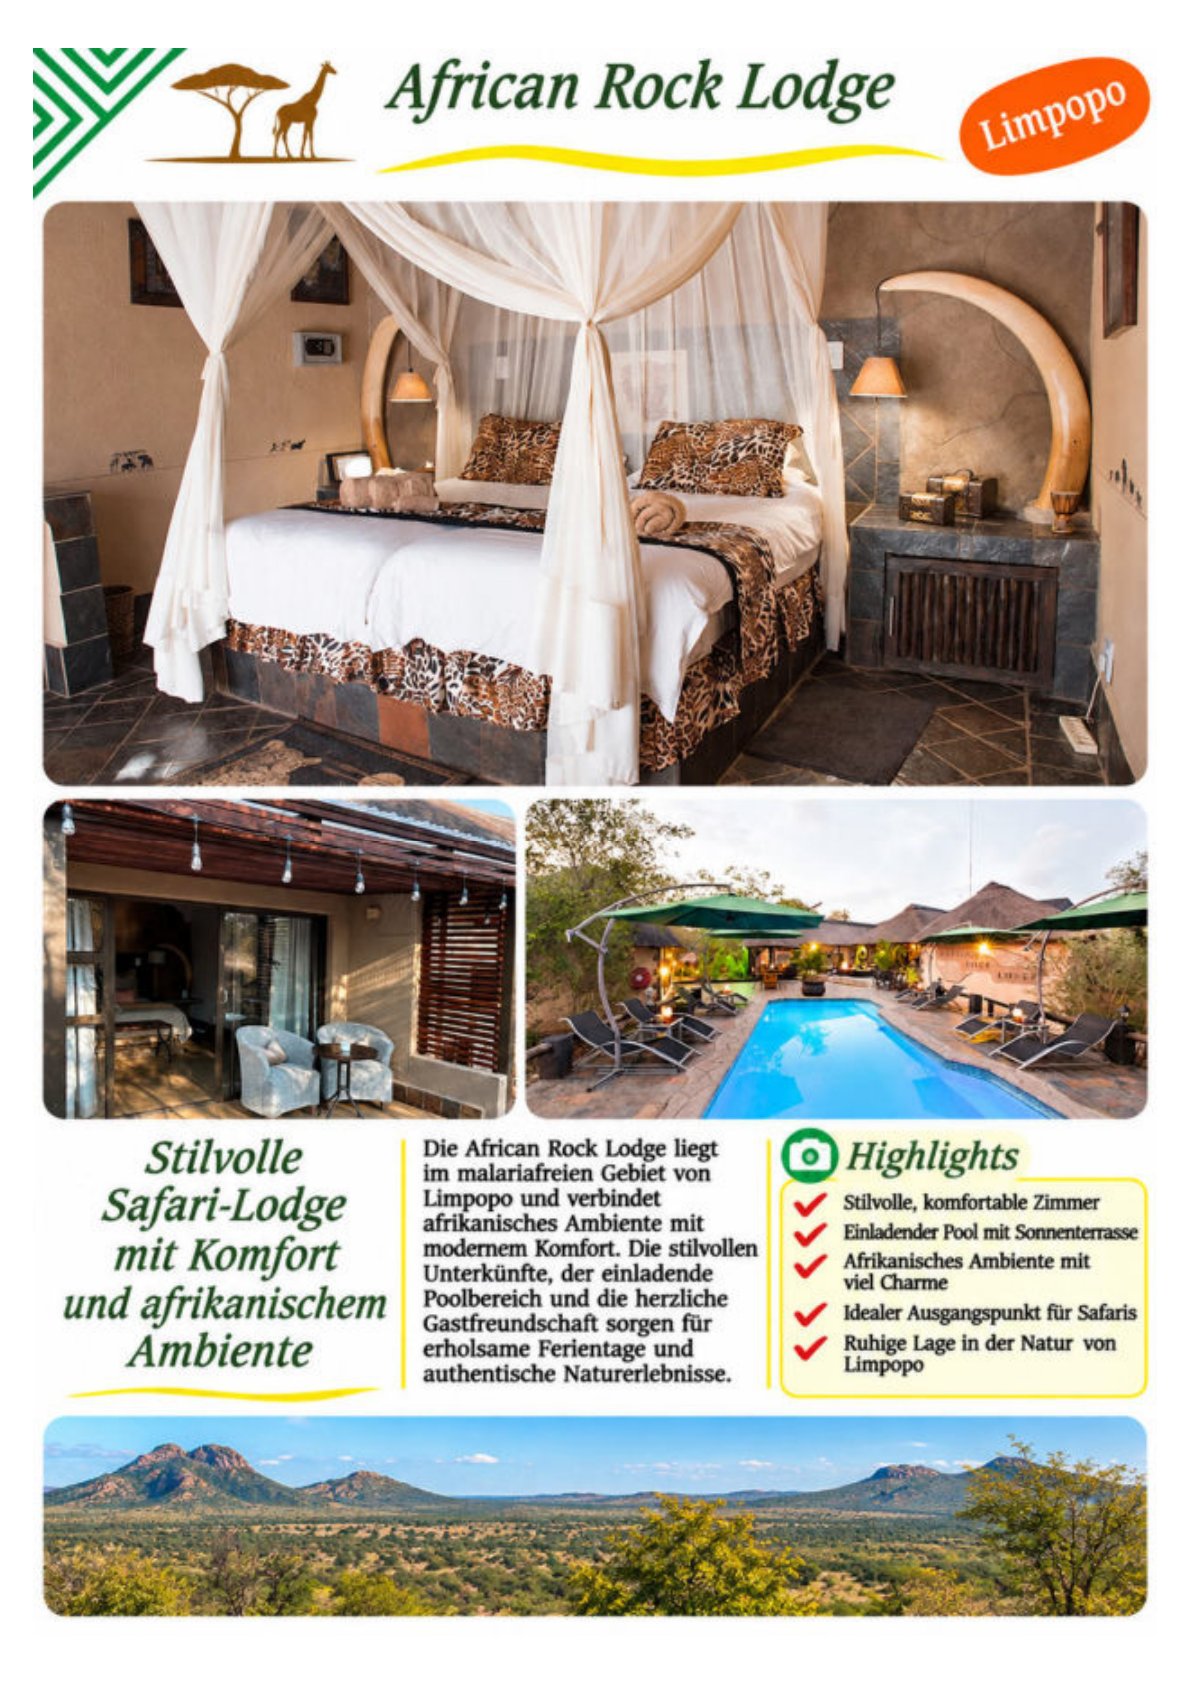 African Rock Lodge
Limpopo
Stilvolle
Safari-Lodge
mit Komfort
und afrikanischem
Ambiente
Die African Rock Lodge liegt
im malariafreien Gebiet von
Limpopo und verbindet
afrikanisches Ambiente mit
modernem Komfort. Die stilvollen
Unterkünfte, der einladende
Poolbereich und die herzliche
Gastfreundschaft sorgen für
erholsame Ferientage und
authentische Naturerlebnisse.
Highlights
Stilvolle, komfortable Zimmer
Einladender Pool mit Sonnenterrasse
Afrikanisches Ambiente mit
viel Charme
Idealer Ausgangspunkt für Safaris
Ruhige Lage in der Natur von
Limpopo